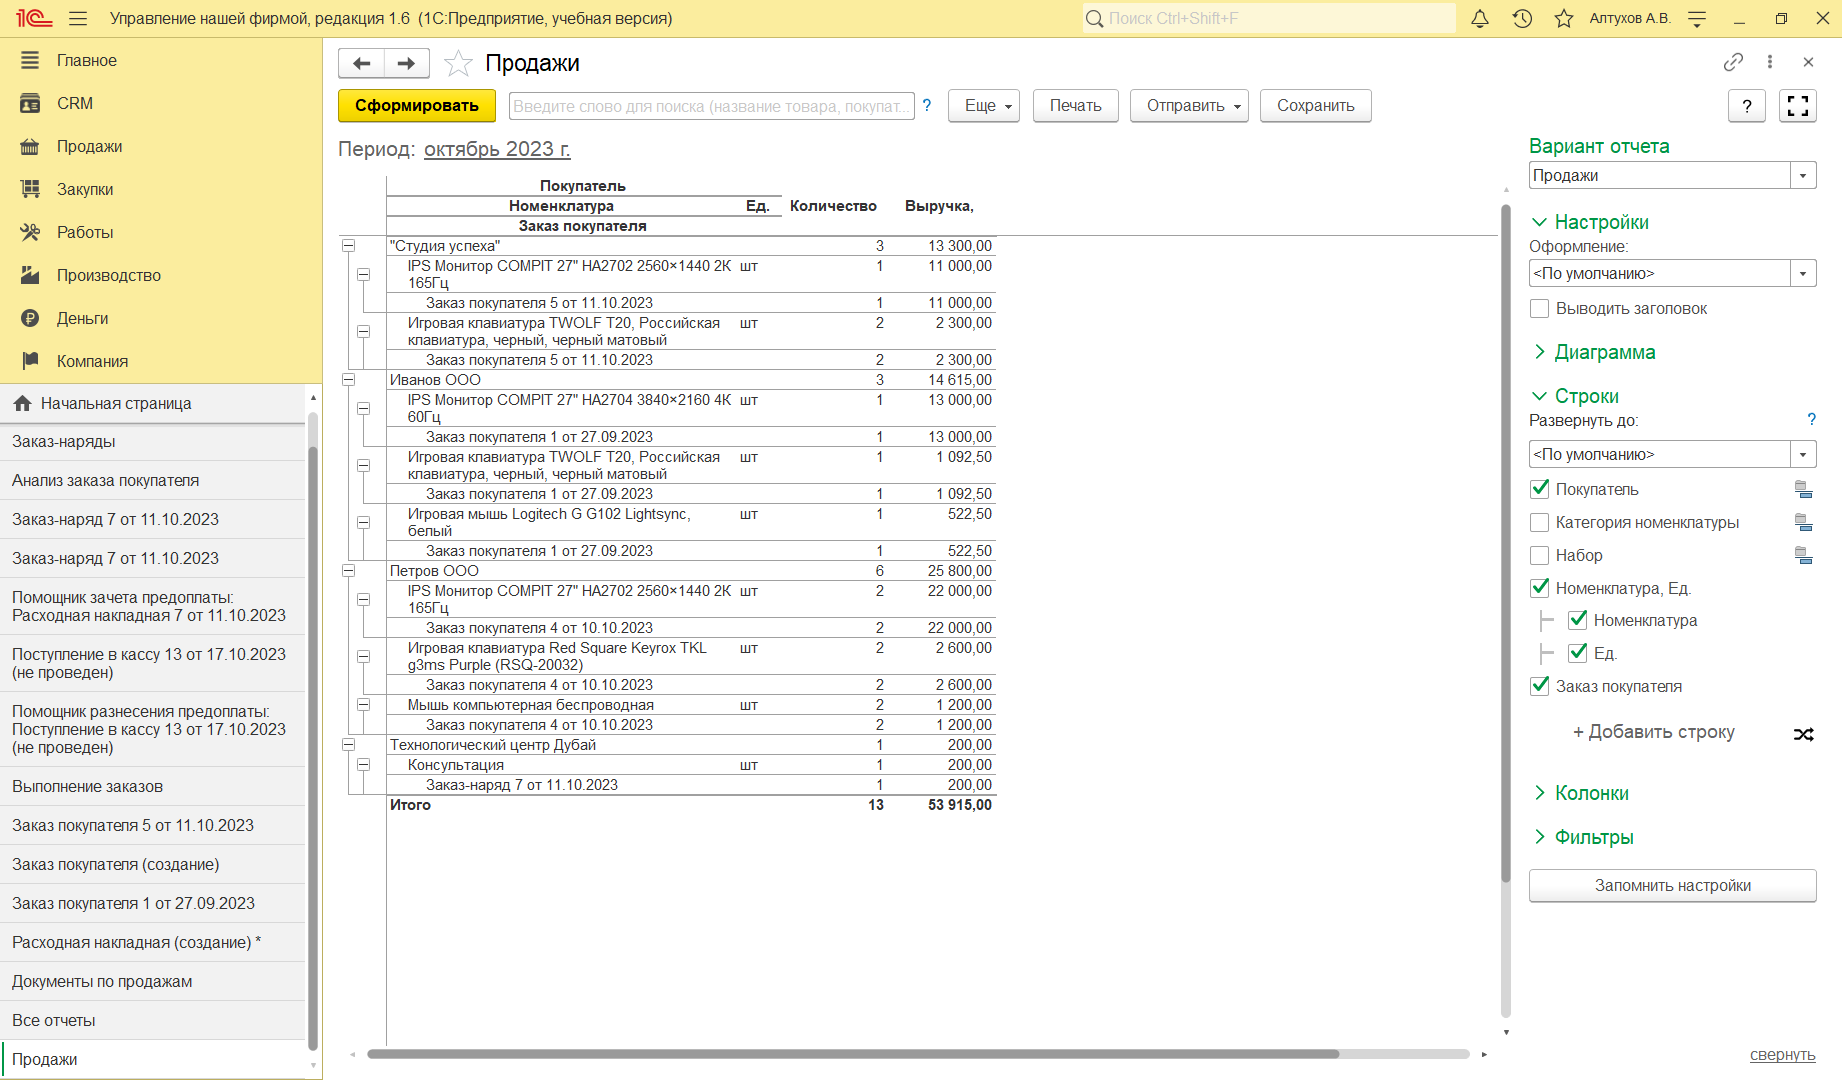 Управление нашей фирмой, редакция 1.6 (1С:Предприятие, учебная версия)
Поиск Ctrl+Shift+F
Алтухов А.В.
Главное
CRM
Продажи
Закупки
Работы
Производство
Деньги
Компания
Начальная страница
Заказ-наряды
Анализ заказа покупателя
Заказ-наряд 7 от 11.10.2023
Заказ-наряд 7 от 11.10.2023
Помощник зачета предоплаты:
Расходная накладная 7 от 11.10.2023
Поступление в кассу 13 от 17.10.2023
(не проведен)
Помощник разнесения предоплаты:
Поступление в кассу 13 от 17.10.2023
(не проведен)
Выполнение заказов
Заказ покупателя 5 от 11.10.2023
Заказ покупателя (создание)
Заказ покупателя 1 от 27.09.2023
Расходная накладная (создание) *
Документы по продажам
Все отчеты
Продажи
Продажи
Сформировать
Введите слово для поиска (название товара, покупат...
?
Еще
Печать
Отправить
Сохранить
?
Период: октябрь 2023 г.
Покупатель
Номенклатура Ед. Количество Выручка,
Заказ покупателя
"Студия успеха" 3 13 300,00
IPS Монитор COMPIT 27" HA2702 2560×1440 2К шт 1 11 000,00
165Гц
Заказ покупателя 5 от 11.10.2023 1 11 000,00
Игровая клавиатура TWOLF T20, Российская шт 2 2 300,00
клавиатура, черный, черный матовый
Заказ покупателя 5 от 11.10.2023 2 2 300,00
Иванов ООО 3 14 615,00
IPS Монитор COMPIT 27" HA2704 3840×2160 4К шт 1 13 000,00
60Гц
Заказ покупателя 1 от 27.09.2023 1 13 000,00
Игровая клавиатура TWOLF T20, Российская шт 1 1 092,50
клавиатура, черный, черный матовый
Заказ покупателя 1 от 27.09.2023 1 1 092,50
Игровая мышь Logitech G G102 Lightsync, шт 1 522,50
белый
Заказ покупателя 1 от 27.09.2023 1 522,50
Петров ООО 6 25 800,00
IPS Монитор COMPIT 27" HA2702 2560×1440 2К шт 2 22 000,00
165Гц
Заказ покупателя 4 от 10.10.2023 2 22 000,00
Игровая клавиатура Red Square Keyrox TKL шт 2 2 600,00
g3ms Purple (RSQ-20032)
Заказ покупателя 4 от 10.10.2023 2 2 600,00
Мышь компьютерная беспроводная шт 2 1 200,00
Заказ покупателя 4 от 10.10.2023 2 1 200,00
Технологический центр Дубай 1 200,00
Консультация шт 1 200,00
Заказ-наряд 7 от 11.10.2023 1 200,00
Итого 13 53 915,00
Вариант отчета
Продажи
Настройки
Оформление:
<По умолчанию>
Выводить заголовок
Диаграмма
Строки
Развернуть до: ?
<По умолчанию>
Покупатель
Категория номенклатуры
Набор
Номенклатура, Ед.
Номенклатура
Ед.
Заказ покупателя
+ Добавить строку
Колонки
Фильтры
Запомнить настройки
свернуть